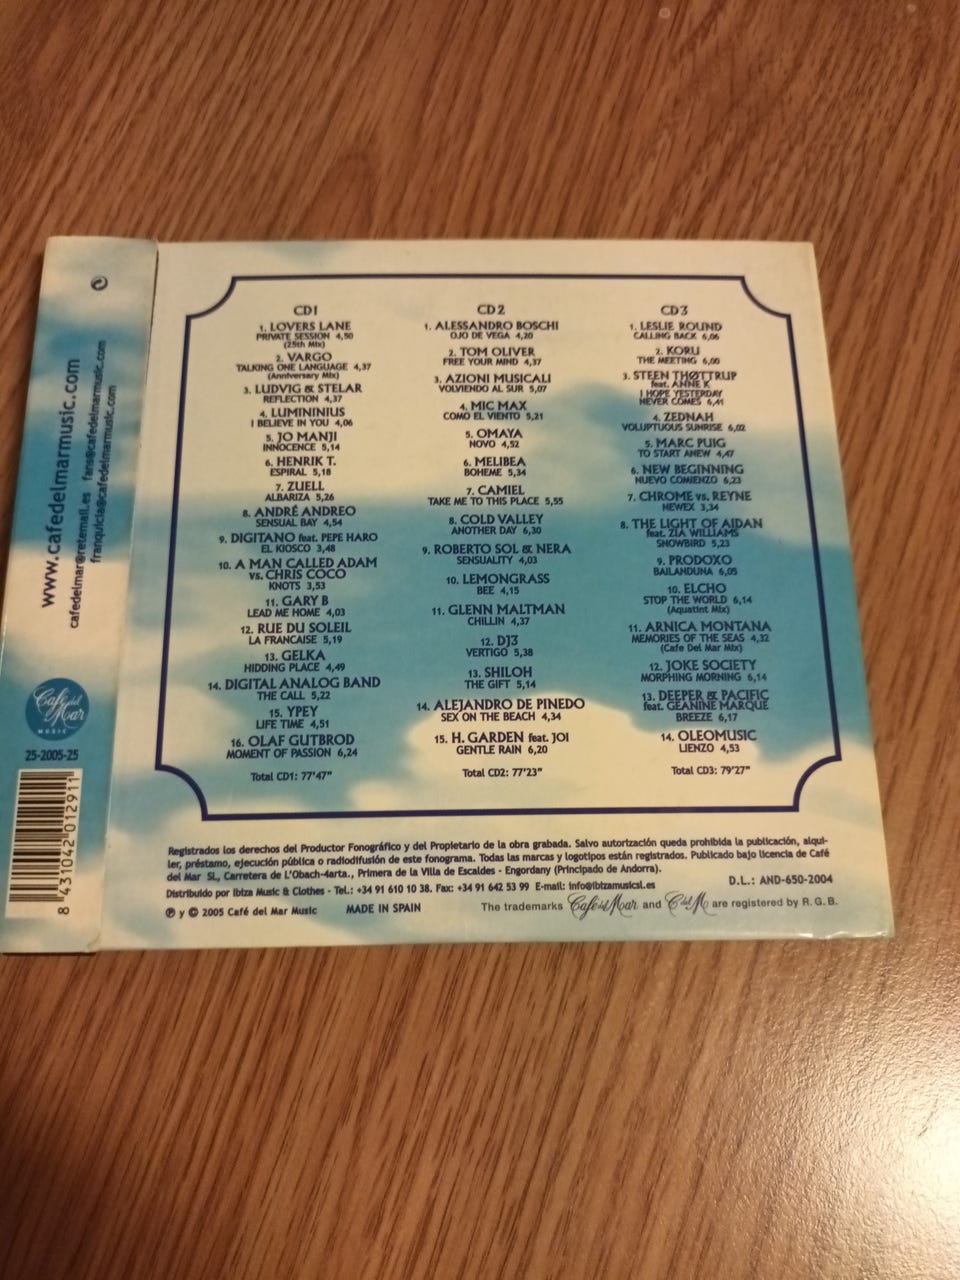 www.cafedelmarmusic.com
cafedelmar@retemail.es fans@cafedelmarmusic.com
franquicia@cafedelmarmusic.com
Café del
Mar
MUSIC
25-2005-25
8 431042 012911
CD1
1. LOVERS LANE
PRIVATE SESSION 4,50
(25th Mix)
2. VARGO
TALKING ONE LANGUAGE 4,37
(Anniversary Mix)
3. LUDVIG & STELAR
REFLECTION 4,37
4. LUMININIUS
I BELIEVE IN YOU 4,06
5. JO MANJI
INNOCENCE 5,14
6. HENRIK T.
ESPIRAL 5,18
7. ZUELL
ALBARIZA 5,26
8. ANDRÉ ANDREO
SENSUAL BAY 4,54
9. DIGITANO feat. PEPE HARO
EL KIOSCO 3,48
10. A MAN CALLED ADAM
vs. CHRIS COCO
KNOTS 3,53
11. GARY B
LEAD ME HOME 4,03
12. RUE DU SOLEIL
LA FRANCAISE 5,19
13. GELKA
HIDDING PLACE 4,49
14. DIGITAL ANALOG BAND
THE CALL 5,22
15. YPEY
LIFE TIME 4,51
16. OLAF GUTBROD
MOMENT OF PASSION 6,24
Total CD1: 77'47"
CD2
1. ALESSANDRO BOSCHI
OJO DE VEGA 4,20
2. TOM OLIVER
FREE YOUR MIND 4,37
3. AZIONI MUSICALI
VOLVIENDO AL SUR 5,07
4. MIC MAX
COMO EL VIENTO 5,21
5. OMAYA
NOVO 4,52
6. MELIBEA
BOHEME 5,34
7. CAMIEL
TAKE ME TO THIS PLACE 5,55
8. COLD VALLEY
ANOTHER DAY 6,30
9. ROBERTO SOL & NERA
SENSUALITY 4,03
10. LEMONGRASS
BEE 4,15
11. GLENN MALTMAN
CHILLIN 4,37
12. DJ3
VERTIGO 5,38
13. SHILOH
THE GIFT 5,14
14. ALEJANDRO DE PINEDO
SEX ON THE BEACH 4,34
15. H. GARDEN feat. JOI
GENTLE RAIN 6,20
Total CD2: 77'23"
CD3
1. LESLIE ROUND
CALLING BACK 6,06
2. KORU
THE MEETING 6,00
3. STEEN THØTTRUP
feat. ANNE K
I HOPE YESTERDAY
NEVER COMES 6,41
4. ZEDNAH
VOLUPTUOUS SUNRISE 6,02
5. MARC PUIG
TO START ANEW 4,47
6. NEW BEGINNING
NUEVO COMIENZO 6,23
7. CHROME vs. REYNE
NEWEX 3,34
8. THE LIGHT OF AIDAN
feat. ZIA WILLIAMS
SNOWBIRD 5,23
9. PRODOXO
BAILANDUNA 6,05
10. ELCHO
STOP THE WORLD 6,14
(Aquatint Mix)
11. ARNICA MONTANA
MEMORIES OF THE SEAS 4,32
(Cafe Del Mar Mix)
12. JOKE SOCIETY
MORPHING MORNING 6,14
13. DEEPER & PACIFIC
feat. GEANINE MARQUE
BREEZE 6,17
14. OLEOMUSIC
LIENZO 4,53
Total CD3: 79'27"
Registrados los derechos del Productor Fonográfico y del Propietario de la obra grabada. Salvo autorización queda prohibida la publicación, alqui-
ler, préstamo, ejecución pública o radiodifusión de este fonograma. Todas las marcas y logotipos están registrados. Publicado bajo licencia de Café
del Mar SL, Carretera de L'Obach-4arta., Primera de la Villa de Escaldes - Engordany (Principado de Andorra).
D.L.: AND-650-2004
Distribuido por Ibiza Music & Clothes - Tel.: +34 91 610 10 38. Fax: +34 91 642 53 99 E-mail: info@ibizamusicsl.es
℗ y © 2005 Café del Mar Music MADE IN SPAIN The trademarks Café del Mar and C del M are registered by R. G. B.